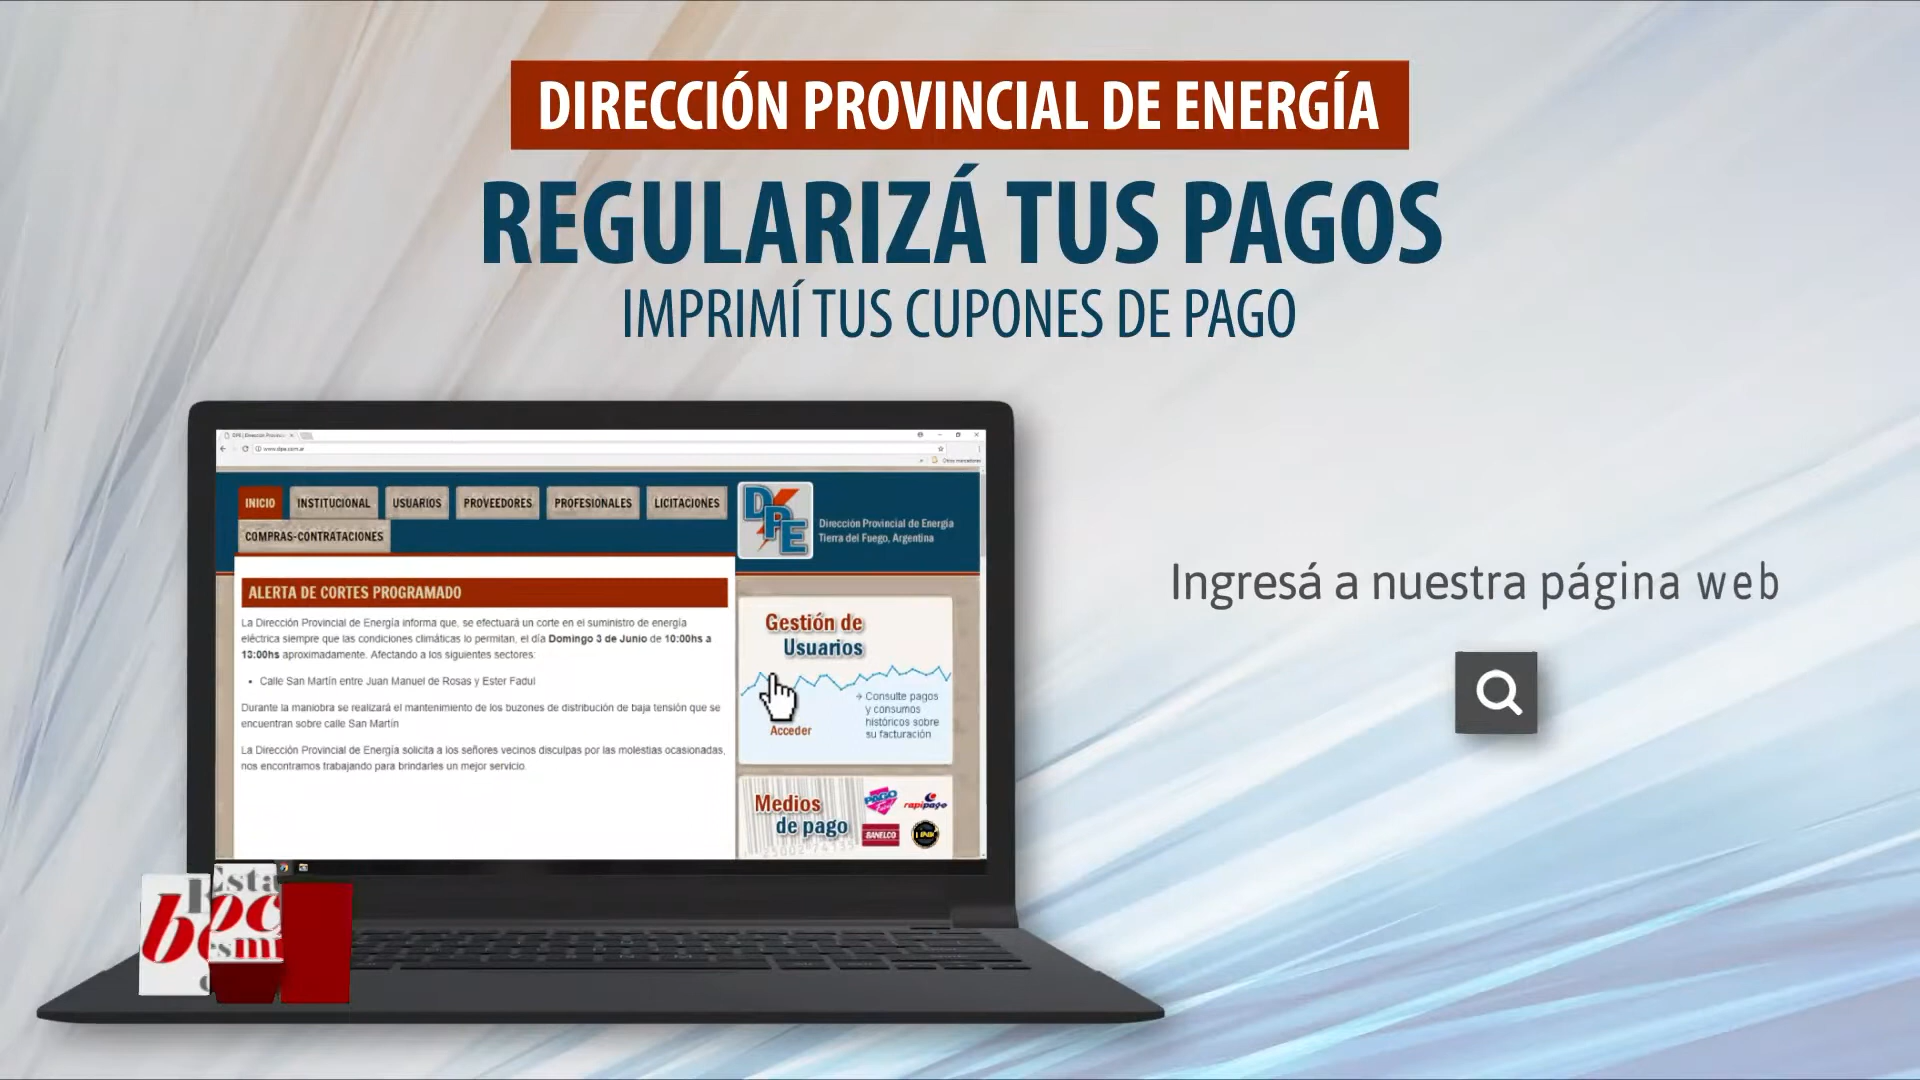 DIRECCIÓN PROVINCIAL DE ENERGÍA
REGULARIZÁ TUS PAGOS
IMPRIMÍ TUS CUPONES DE PAGO
www.dpe.com.ar
INICIO
INSTITUCIONAL
USUARIOS
PROVEEDORES
PROFESIONALES
LICITACIONES
COMPRAS-CONTRATACIONES
DPE
Dirección Provincial de Energía
Tierra del Fuego, Argentina
ALERTA DE CORTES PROGRAMADO
La Dirección Provincial de Energía informa que, se efectuará un corte en el suministro de energía
eléctrica siempre que las condiciones climáticas lo permitan, el día Domingo 3 de Junio de 10:00hs a
13:00hs aproximadamente. Afectando a los siguientes sectores:
• Calle San Martín entre Juan Manuel de Rosas y Ester Fadul
Durante la maniobra se realizará el mantenimiento de los buzones de distribución de baja tensión que se
encuentran sobre calle San Martín
La Dirección Provincial de Energía solicita a los señores vecinos disculpas por las molestias ocasionadas,
nos encontramos trabajando para brindarles un mejor servicio.
Gestión de
Usuarios
Acceder
Consulte pagos
y consumos
históricos sobre
su facturación
Medios
de pago
PAGO
rapipago
BANELCO
Ingresá a nuestra página web